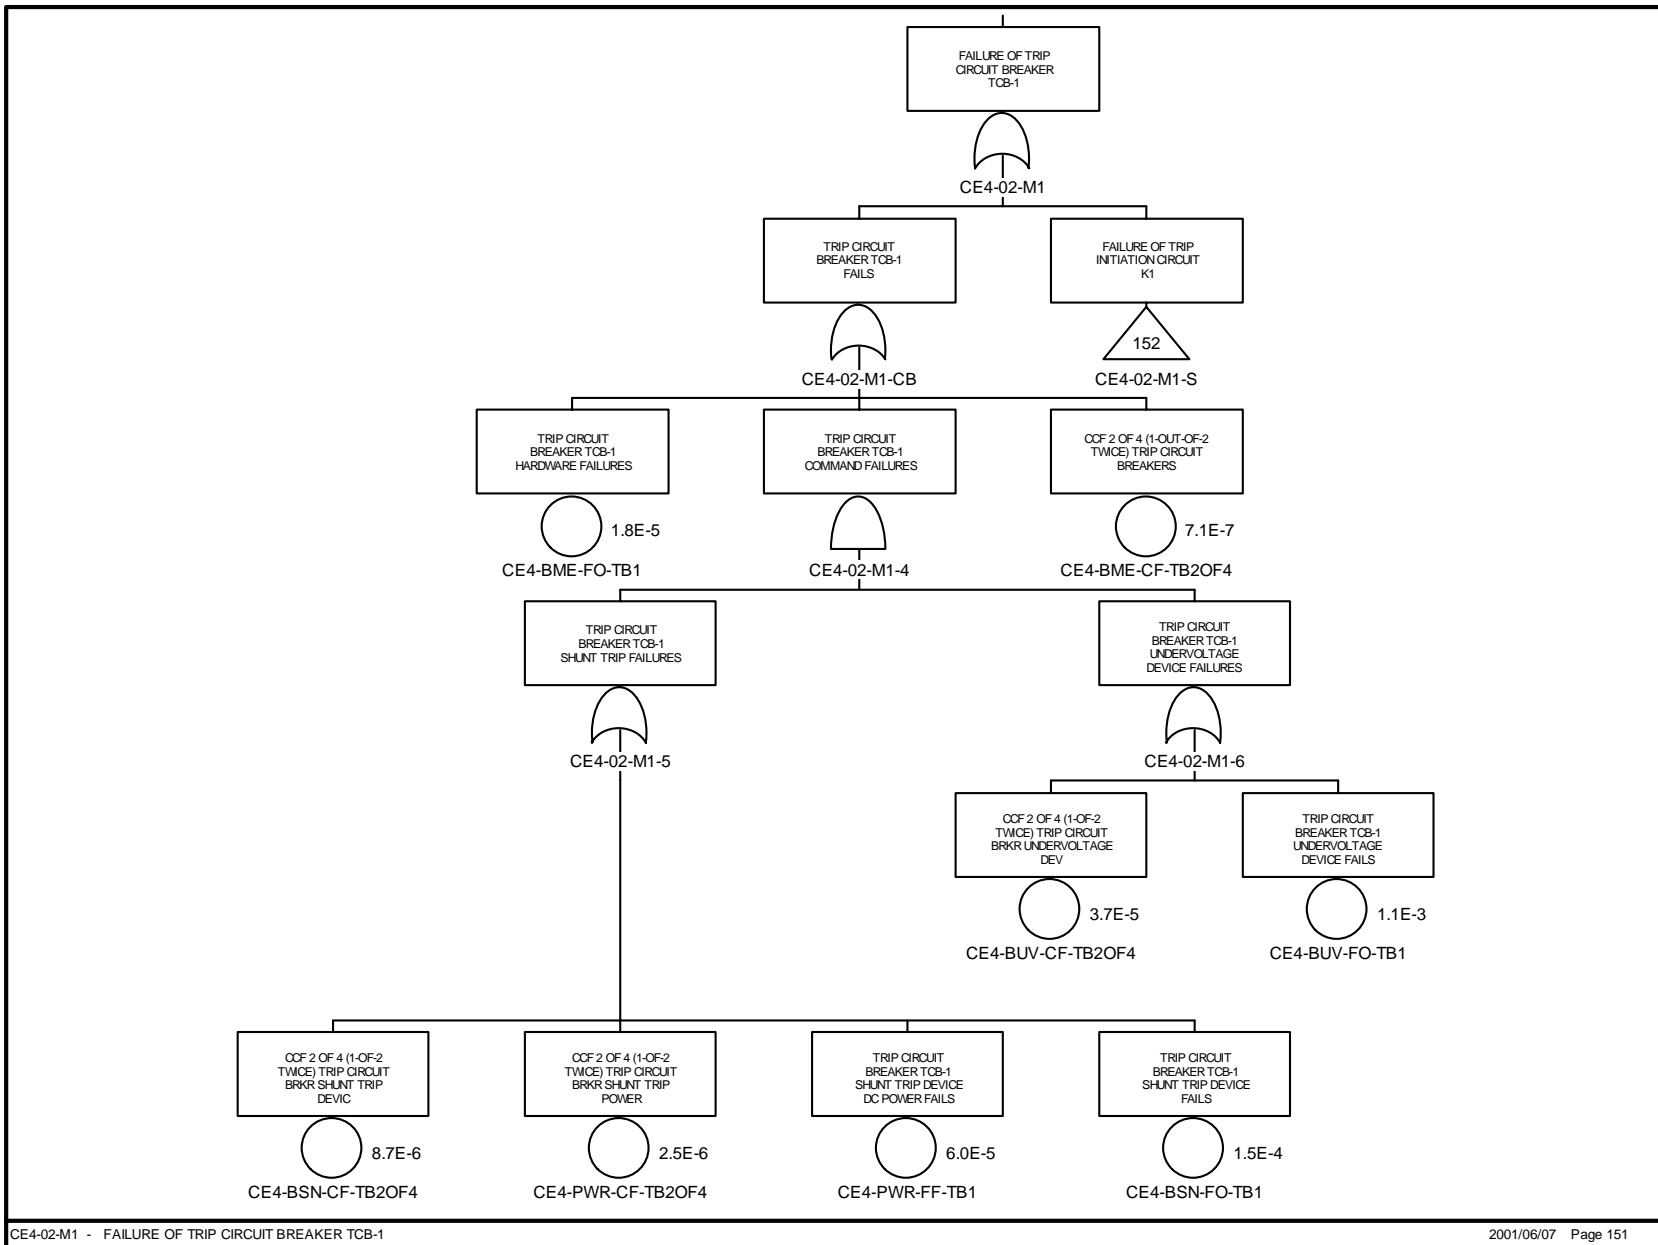 FAILURE OF TRIP
CIRCUIT BREAKER
TCB-1
CE4-02-M1
TRIP CIRCUIT
BREAKER TCB-1
FAILS
CE4-02-M1-CB
FAILURE OF TRIP
INITIATION CIRCUIT
K1
152
CE4-02-M1-S
TRIP CIRCUIT
BREAKER TCB-1
HARDWARE FAILURES
1.8E-5
CE4-BME-FO-TB1
TRIP CIRCUIT
BREAKER TCB-1
COMMAND FAILURES
CE4-02-M1-4
CCF 2 OF 4 (1-OUT-OF-2
TWICE) TRIP CIRCUIT
BREAKERS
7.1E-7
CE4-BME-CF-TB2OF4
TRIP CIRCUIT
BREAKER TCB-1
SHUNT TRIP FAILURES
CE4-02-M1-5
TRIP CIRCUIT
BREAKER TCB-1
UNDERVOLTAGE
DEVICE FAILURES
CE4-02-M1-6
CCF 2 OF 4 (1-OF-2
TWICE) TRIP CIRCUIT
BRKR UNDERVOLTAGE
DEV
3.7E-5
CE4-BUV-CF-TB2OF4
TRIP CIRCUIT
BREAKER TCB-1
UNDERVOLTAGE
DEVICE FAILS
1.1E-3
CE4-BUV-FO-TB1
CCF 2 OF 4 (1-OF-2
TWICE) TRIP CIRCUIT
BRKR SHUNT TRIP
DEVIC
8.7E-6
CE4-BSN-CF-TB2OF4
CCF 2 OF 4 (1-OF-2
TWICE) TRIP CIRCUIT
BRKR SHUNT TRIP
POWER
2.5E-6
CE4-PWR-CF-TB2OF4
TRIP CIRCUIT
BREAKER TCB-1
SHUNT TRIP DEVICE
DC POWER FAILS
6.0E-5
CE4-PWR-FF-TB1
TRIP CIRCUIT
BREAKER TCB-1
SHUNT TRIP DEVICE
FAILS
1.5E-4
CE4-BSN-FO-TB1
CE4-02-M1 - FAILURE OF TRIP CIRCUIT BREAKER TCB-1
2001/06/07 Page 151